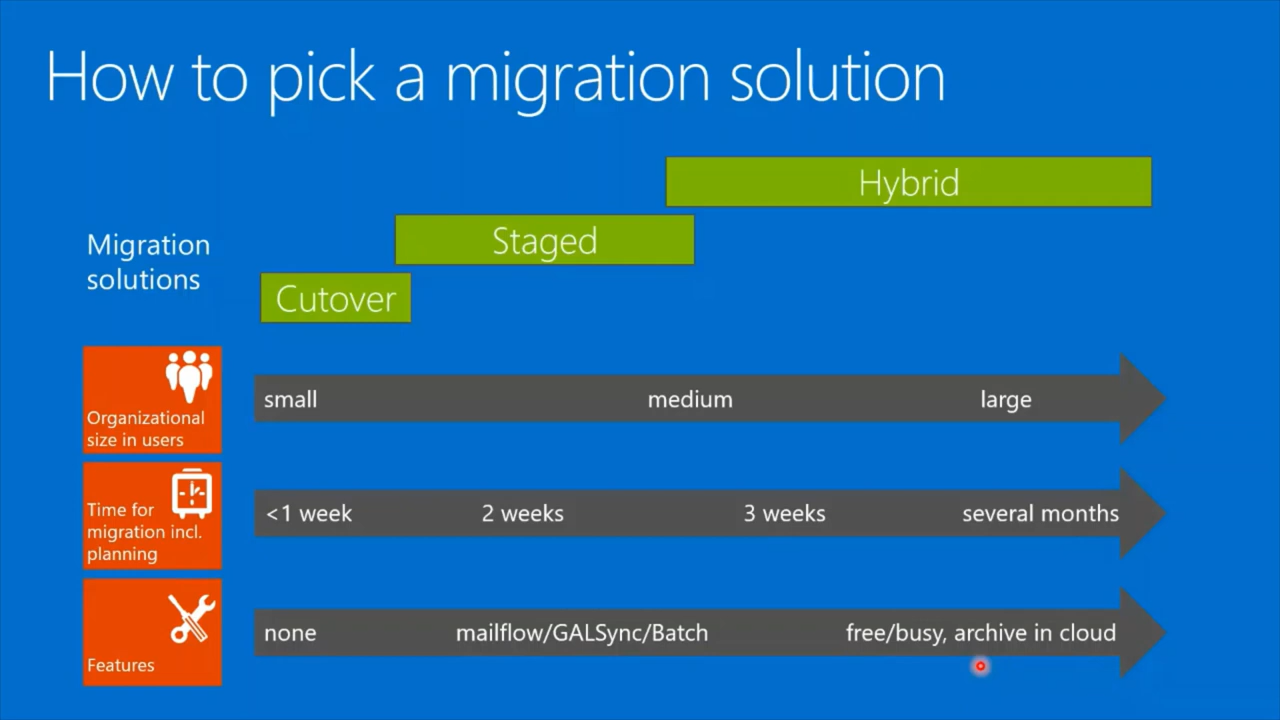 How to pick a migration solution
Hybrid
Staged
Cutover
Migration
solutions
Organizational
size in users
small medium large
Time for
migration incl.
planning
<1 week 2 weeks 3 weeks several months
Features
none mailflow/GALSync/Batch free/busy, archive in cloud